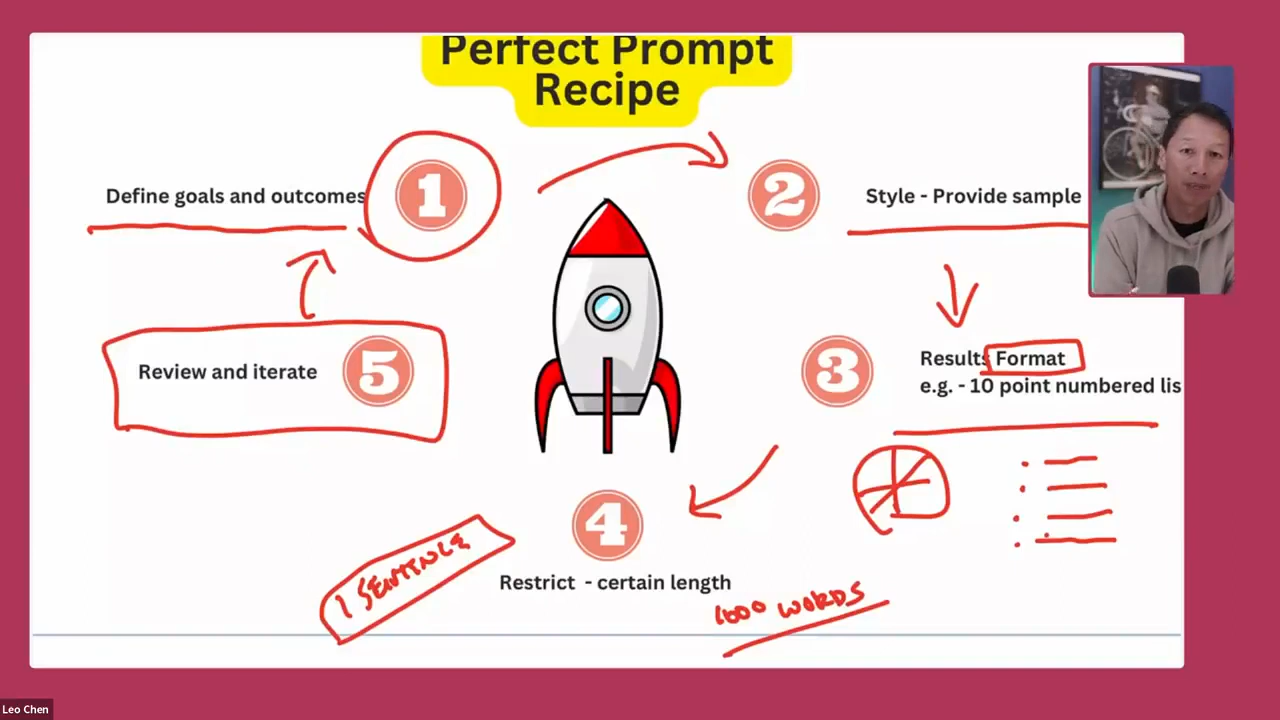 Perfect Prompt
Recipe
Define goals and outcomes
1
2
Style - Provide sample
Results Format
e.g. - 10 point numbered lis
3
4
Restrict - certain length
1 SENTENCE
1000 WORDS
Review and iterate
5
Leo Chen